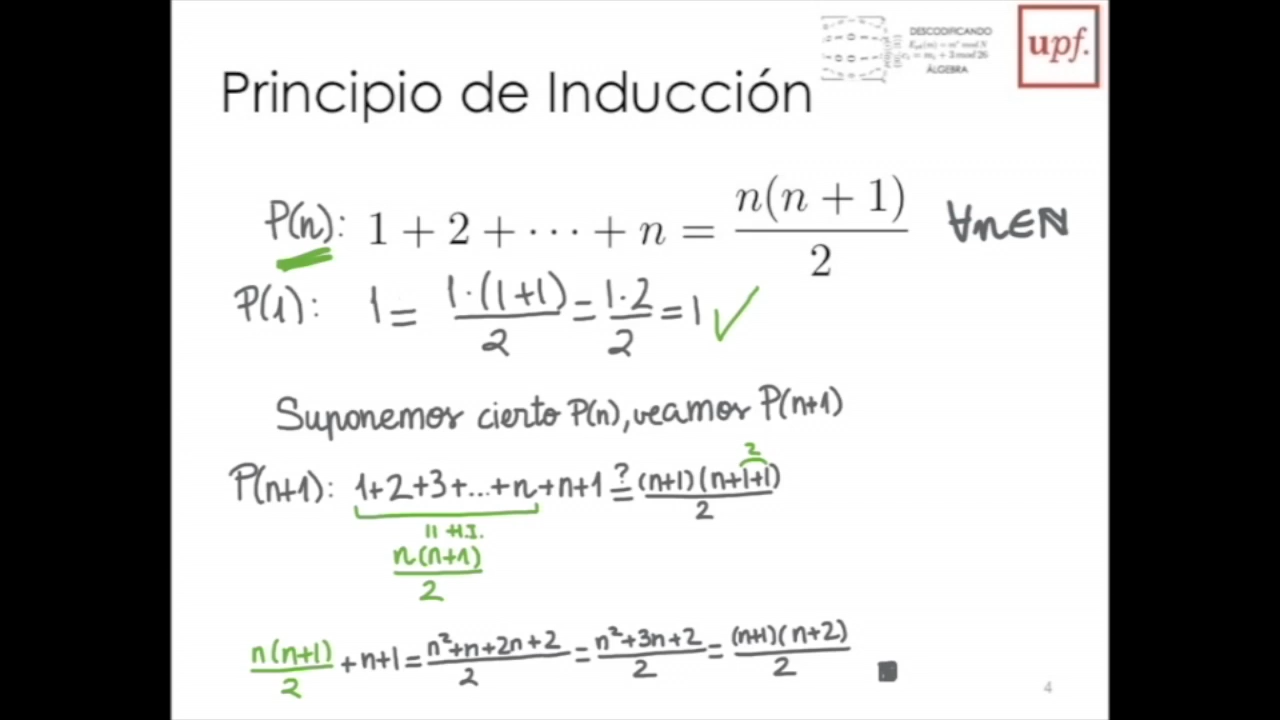 DESCODIFICANDO
ÁLGEBRA
upf.
Principio de Inducción
P(n): 1 + 2 + ··· + n = n(n + 1)/2 ∀n∈ℕ
P(1): 1 = 1·(1+1)/2 = 1·2/2 = 1 ✓
Suponemos cierto P(n), veamos P(n+1)
P(n+1): 1+2+3+...+n+n+1 =? (n+1)(n+1+1)/2
2
|| H.I.
n(n+1)/2
n(n+1)/2 + n+1 = n²+n+2n+2/2 = n²+3n+2/2 = (n+1)(n+2)/2 ■
4